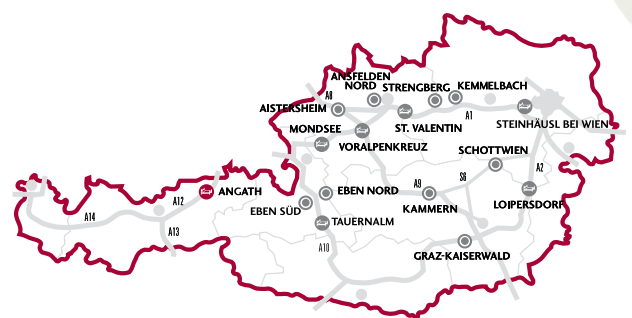 ANSFELDEN
NORD
STRENGBERG
KEMMELBACH
A8
AISTERSHEIM
A1
MONDSEE
ST. VALENTIN
STEINHÄUSL BEI WIEN
VORALPENKREUZ
SCHOTTWIEN
A2
S6
A12
ANGATH
EBEN NORD
A9
EBEN SÜD
KAMMERN
LOIPERSDORF
A14
TAUERNALM
A13
A10
GRAZ-KAISERWALD